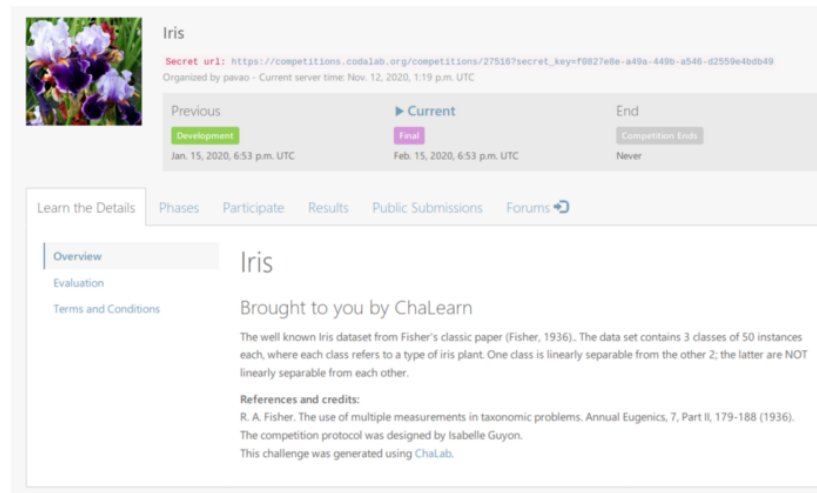 Iris
Secret url: https://competitions.codalab.org/competitions/27516?secret_key=f0827e8e-a49a-449b-a546-d2559e4bdb49
Organized by pavao - Current server time: Nov. 12, 2020, 1:19 p.m. UTC
Previous
Development
Jan. 15, 2020, 6:53 p.m. UTC
Current
Final
Feb. 15, 2020, 6:53 p.m. UTC
End
Competition Ends
Never
Learn the Details Phases Participate Results Public Submissions Forums
Overview
Evaluation
Terms and Conditions
Iris
Brought to you by ChaLearn
The well known Iris dataset from Fisher's classic paper (Fisher, 1936).. The data set contains 3 classes of 50 instances
each, where each class refers to a type of iris plant. One class is linearly separable from the other 2; the latter are NOT
linearly separable from each other.
References and credits:
R. A. Fisher. The use of multiple measurements in taxonomic problems. Annual Eugenics, 7, Part II, 179-188 (1936).
The competition protocol was designed by Isabelle Guyon.
This challenge was generated using ChaLab.